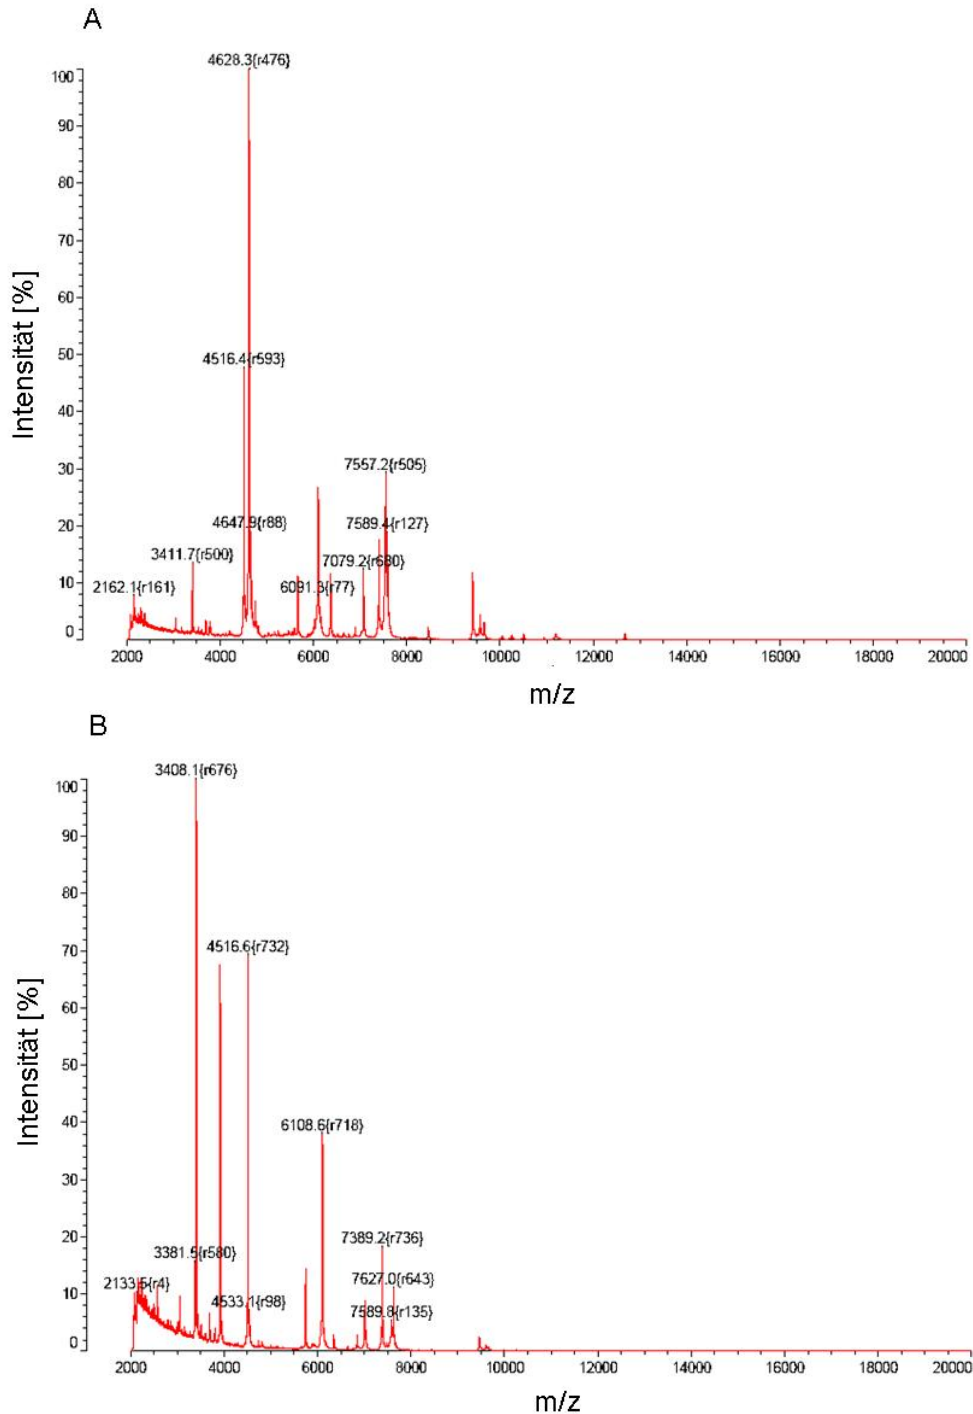 A
4628.3{r476}
100
90
80
70
60
50
40
30
20
10
0
Intensität [%]
4516.4{r593}
7557.2{r505}
4647.9{r88}
7589.4{r127}
3411.7{r500}
7079.2{r680}
2162.1{r161}
6091.3{r77}
2000 4000 6000 8000 10000 12000 14000 16000 18000 20000
m/z
B
3408.1{r676}
100
90
80
70
60
50
40
30
20
10
0
Intensität [%]
4516.6{r732}
6108.6{r718}
3381.5{r580}
7389.2{r736}
2133.5{r4}
7627.0{r643}
4533.1{r98}
7589.8{r135}
2000 4000 6000 8000 10000 12000 14000 16000 18000 20000
m/z